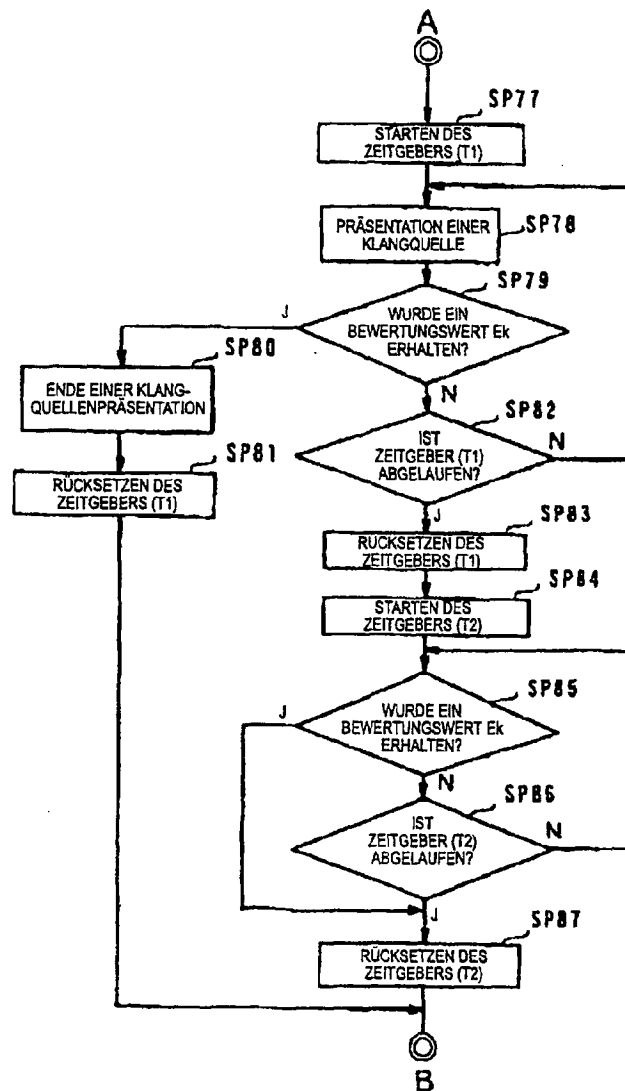 A
SP77
STARTEN DES
ZEITGEBERS (T1)
PRÄSENTATION EINER
KLANGQUELLE
SP78
SP79
J
WURDE EIN
BEWERTUNGSWERT Ek
ERHALTEN?
SP80
N
ENDE EINER KLANG-
QUELLENPRÄSENTATION
SP82
IST
ZEITGEBER (T1)
ABGELAUFEN?
N
SP81
RÜCKSETZEN DES
ZEITGEBERS (T1)
J
SP83
RÜCKSETZEN DES
ZEITGEBERS (T1)
SP84
STARTEN DES
ZEITGEBERS (T2)
SP85
J
WURDE EIN
BEWERTUNGSWERT Ek
ERHALTEN?
N
SP86
IST
ZEITGEBER (T2)
ABGELAUFEN?
N
J
SP87
RÜCKSETZEN DES
ZEITGEBERS (T2)
B